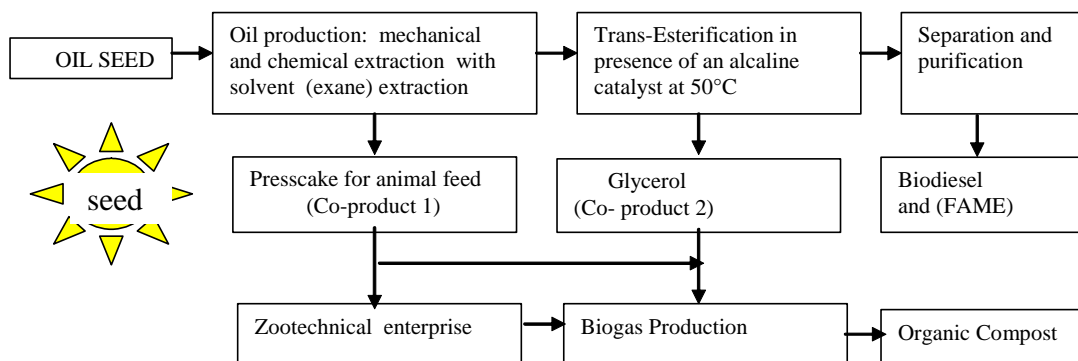 OIL SEED
Oil production: mechanical
and chemical extraction with
solvent (exane) extraction
Trans-Esterification in
presence of an alcaline
catalyst at 50°C
Separation and
purification
seed
Presscake for animal feed
(Co-product 1)
Glycerol
(Co- product 2)
Biodiesel
and (FAME)
Zootechnical enterprise
Biogas Production
Organic Compost